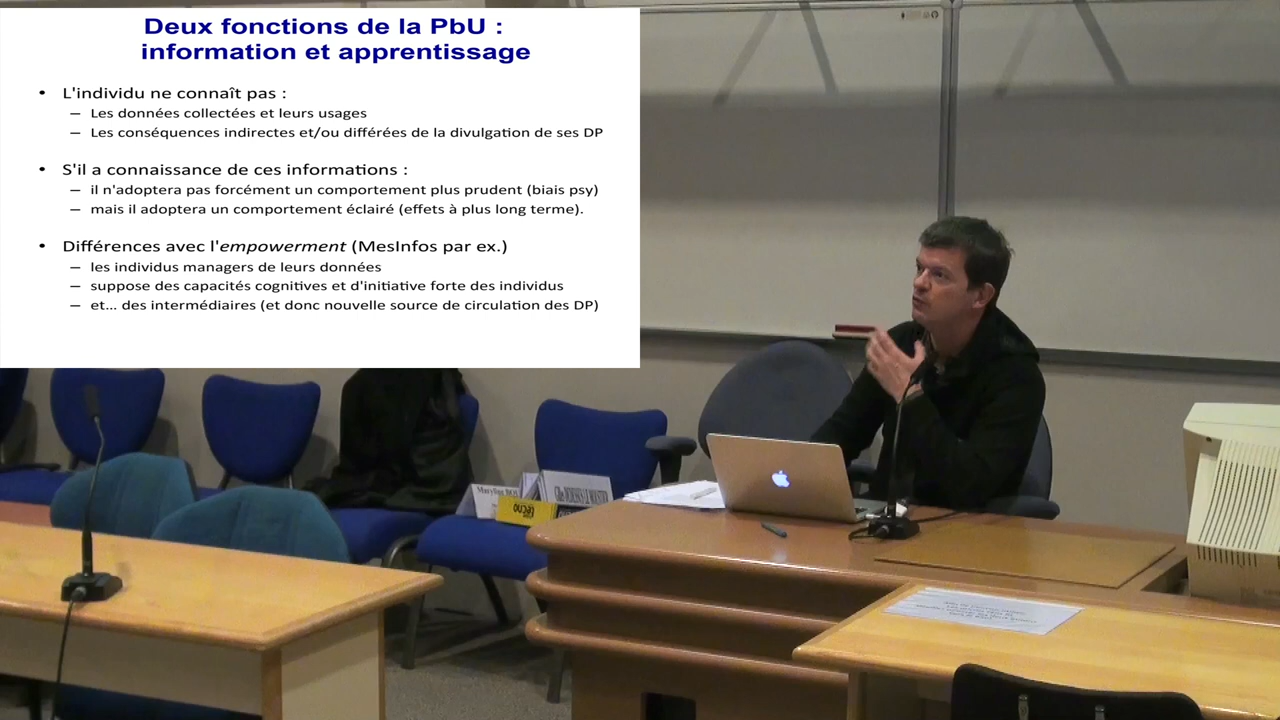 Deux fonctions de la PbU :
information et apprentissage
• L'individu ne connaît pas :
– Les données collectées et leurs usages
– Les conséquences indirectes et/ou différées de la divulgation de ses DP
• S'il a connaissance de ces informations :
– il n'adoptera pas forcément un comportement plus prudent (biais psy)
– mais il adoptera un comportement éclairé (effets à plus long terme).
• Différences avec l'empowerment (MesInfos par ex.)
– les individus managers de leurs données
– suppose des capacités cognitives et d'initiative forte des individus
– et... des intermédiaires (et donc nouvelle source de circulation des DP)